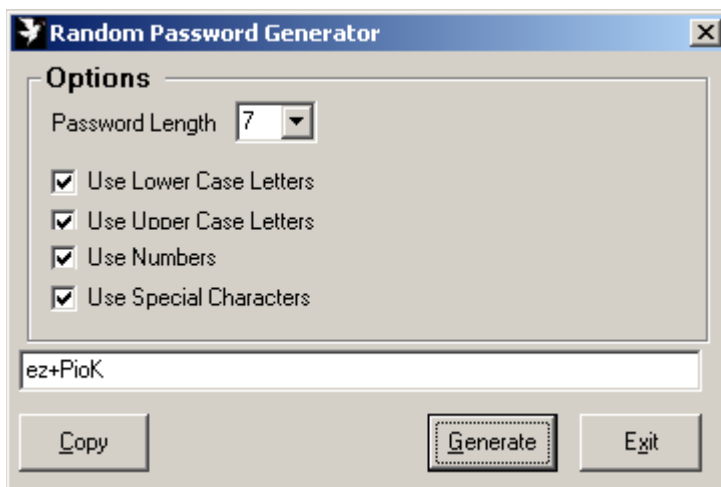 Random Password Generator
Options
Password Length 7
Use Lower Case Letters
Use Upper Case Letters
Use Numbers
Use Special Characters
ez+PioK
Copy Generate Exit